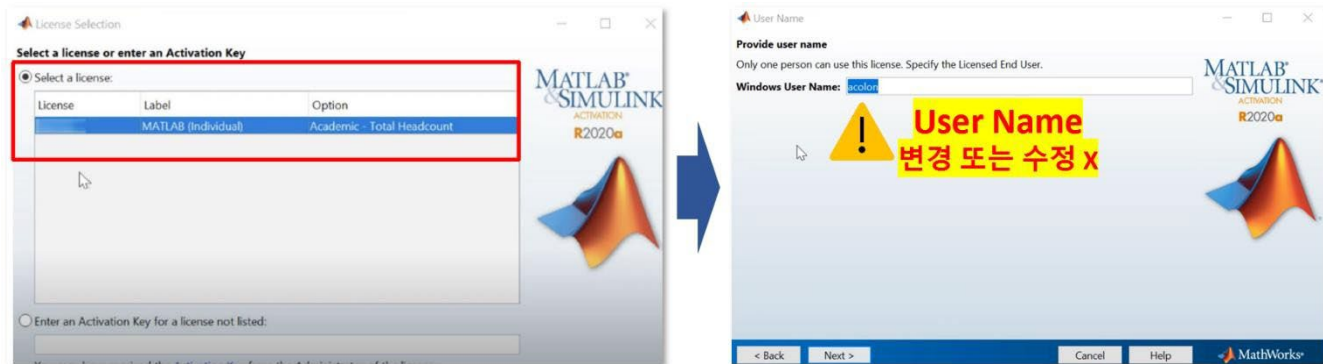 License Selection
Select a license or enter an Activation Key
Select a license:
License Label Option
MATLAB (Individual) Academic - Total Headcount
Enter an Activation Key for a license not listed:
MATLAB®
&SIMULINK
ACTIVATION
R2020a
User Name
Provide user name
Only one person can use this license. Specify the Licensed End User.
Windows User Name: acolon
User Name
변경 또는 수정 X
MATLAB®
&SIMULINK®
ACTIVATION
R2020a
< Back Next > Cancel Help MathWorks®